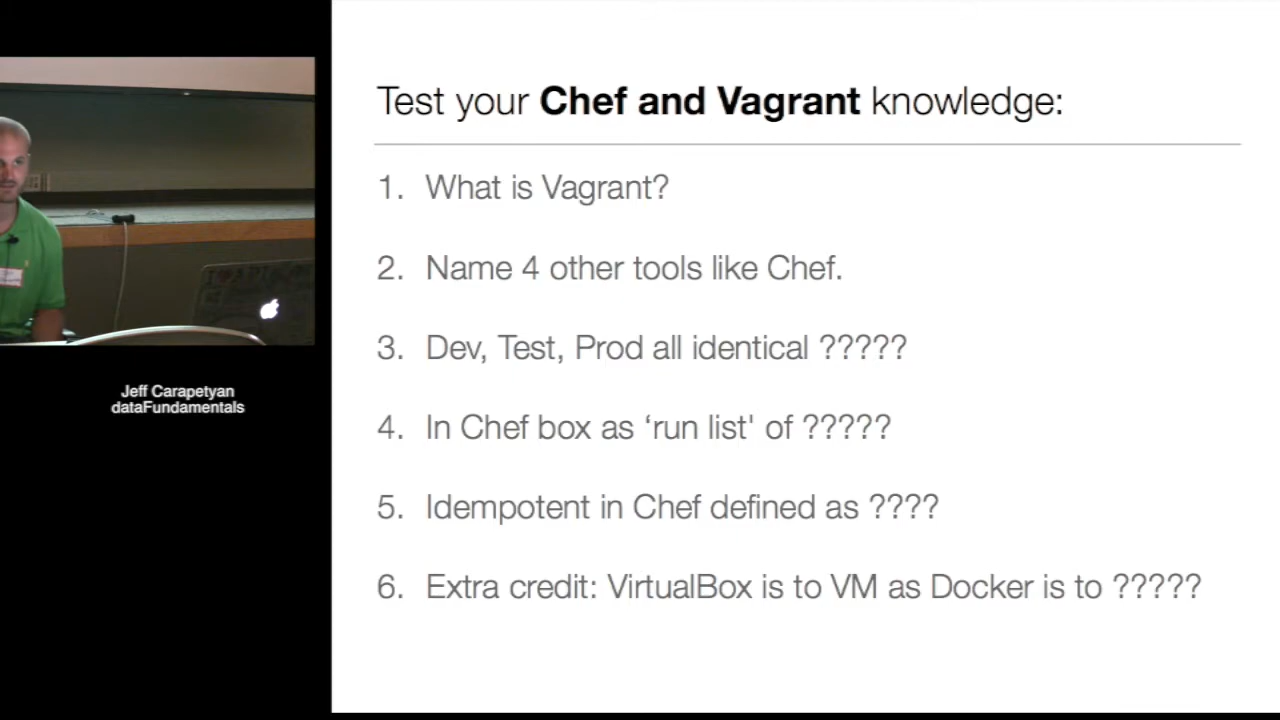 Test your Chef and Vagrant knowledge:
1. What is Vagrant?
2. Name 4 other tools like Chef.
3. Dev, Test, Prod all identical ?????
4. In Chef box as ‘run list' of ?????
5. Idempotent in Chef defined as ????
6. Extra credit: VirtualBox is to VM as Docker is to ?????
Jeff Carapetyan
dataFundamentals